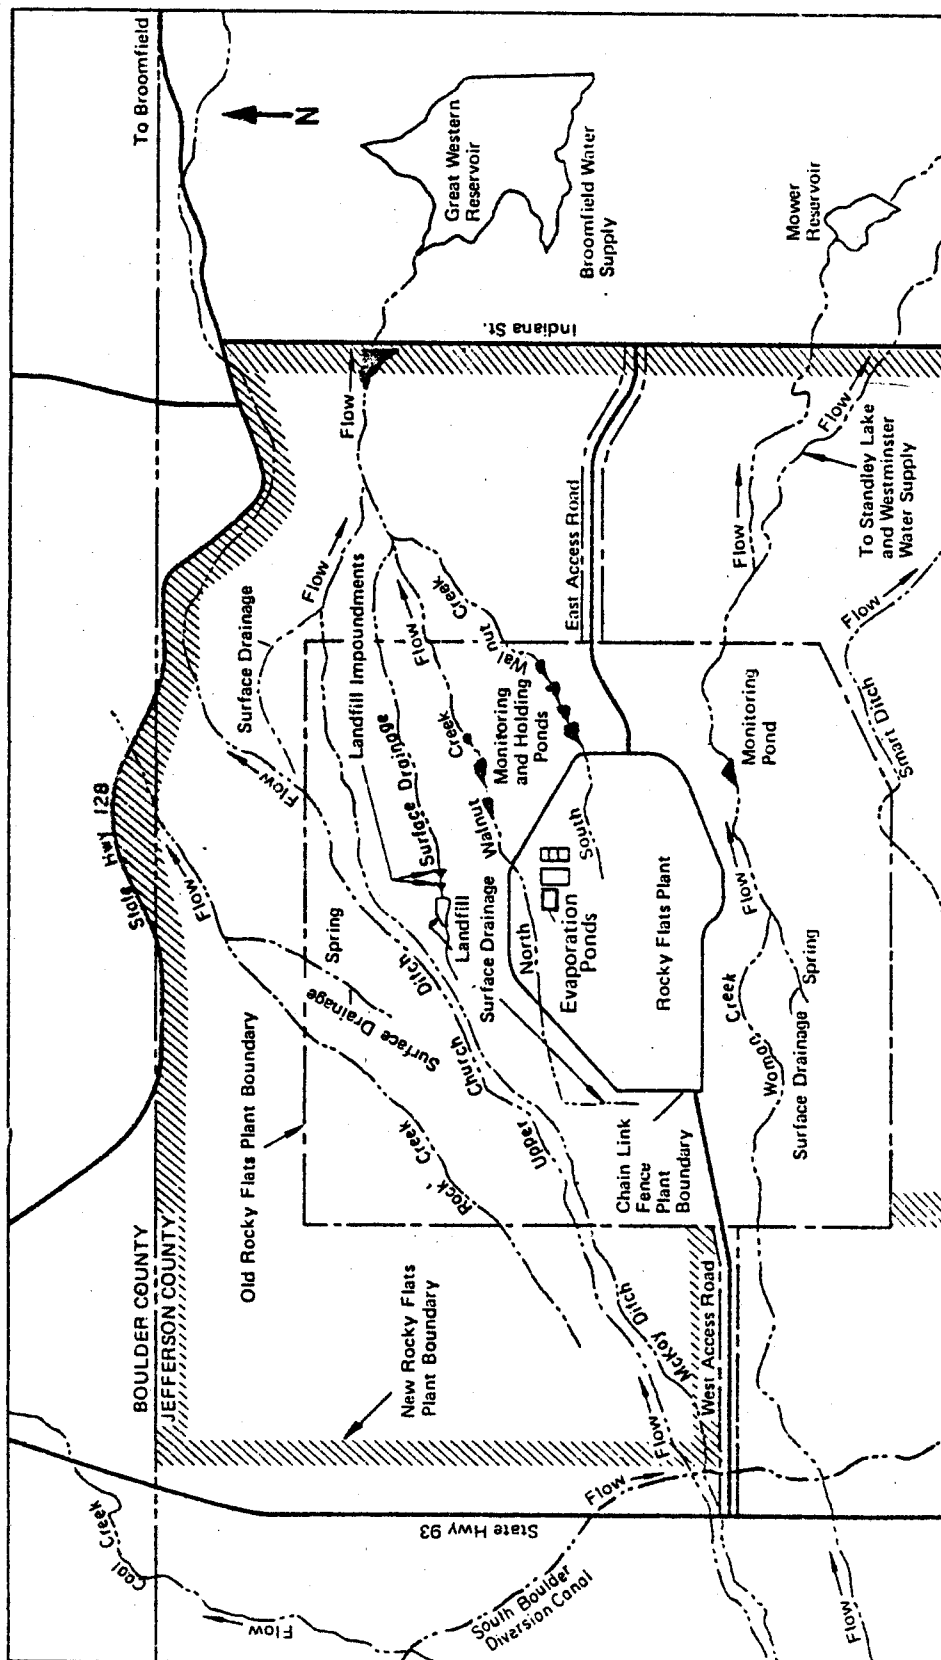 To Broomfield
N
BOULDER COUNTY
JEFFERSON COUNTY
State Hwy 128
Coal
Creek
Flow
South Boulder
Diversion Canal
State Hwy 93
Flow
New Rocky Flats
Plant Boundary
Old Rocky Flats Plant Boundary
Rock
Creek
Flow
Surface Drainage
Spring
Flow
Surface Drainage
Flow
Upper
Church
Ditch
McKay Ditch
Flow
West Access Road
Landfill Impoundments
Surface Drainage
Landfill
Surface Drainage
North
Walnut
Creek
Flow
Monitoring
and Holding
Ponds
South
Walnut
Creek
Evaporation
Ponds
Rocky Flats Plant
Chain Link
Fence
Plant
Boundary
East Access Road
Indiana St.
Flow
Great Western
Reservoir
Broomfield Water
Supply
Mower
Reservoir
Woman
Creek
Surface Drainage
Spring
Flow
Monitoring
Pond
Flow
Flow
To Standley Lake
and Westminster
Water Supply
Smart Ditch
Flow
Flow